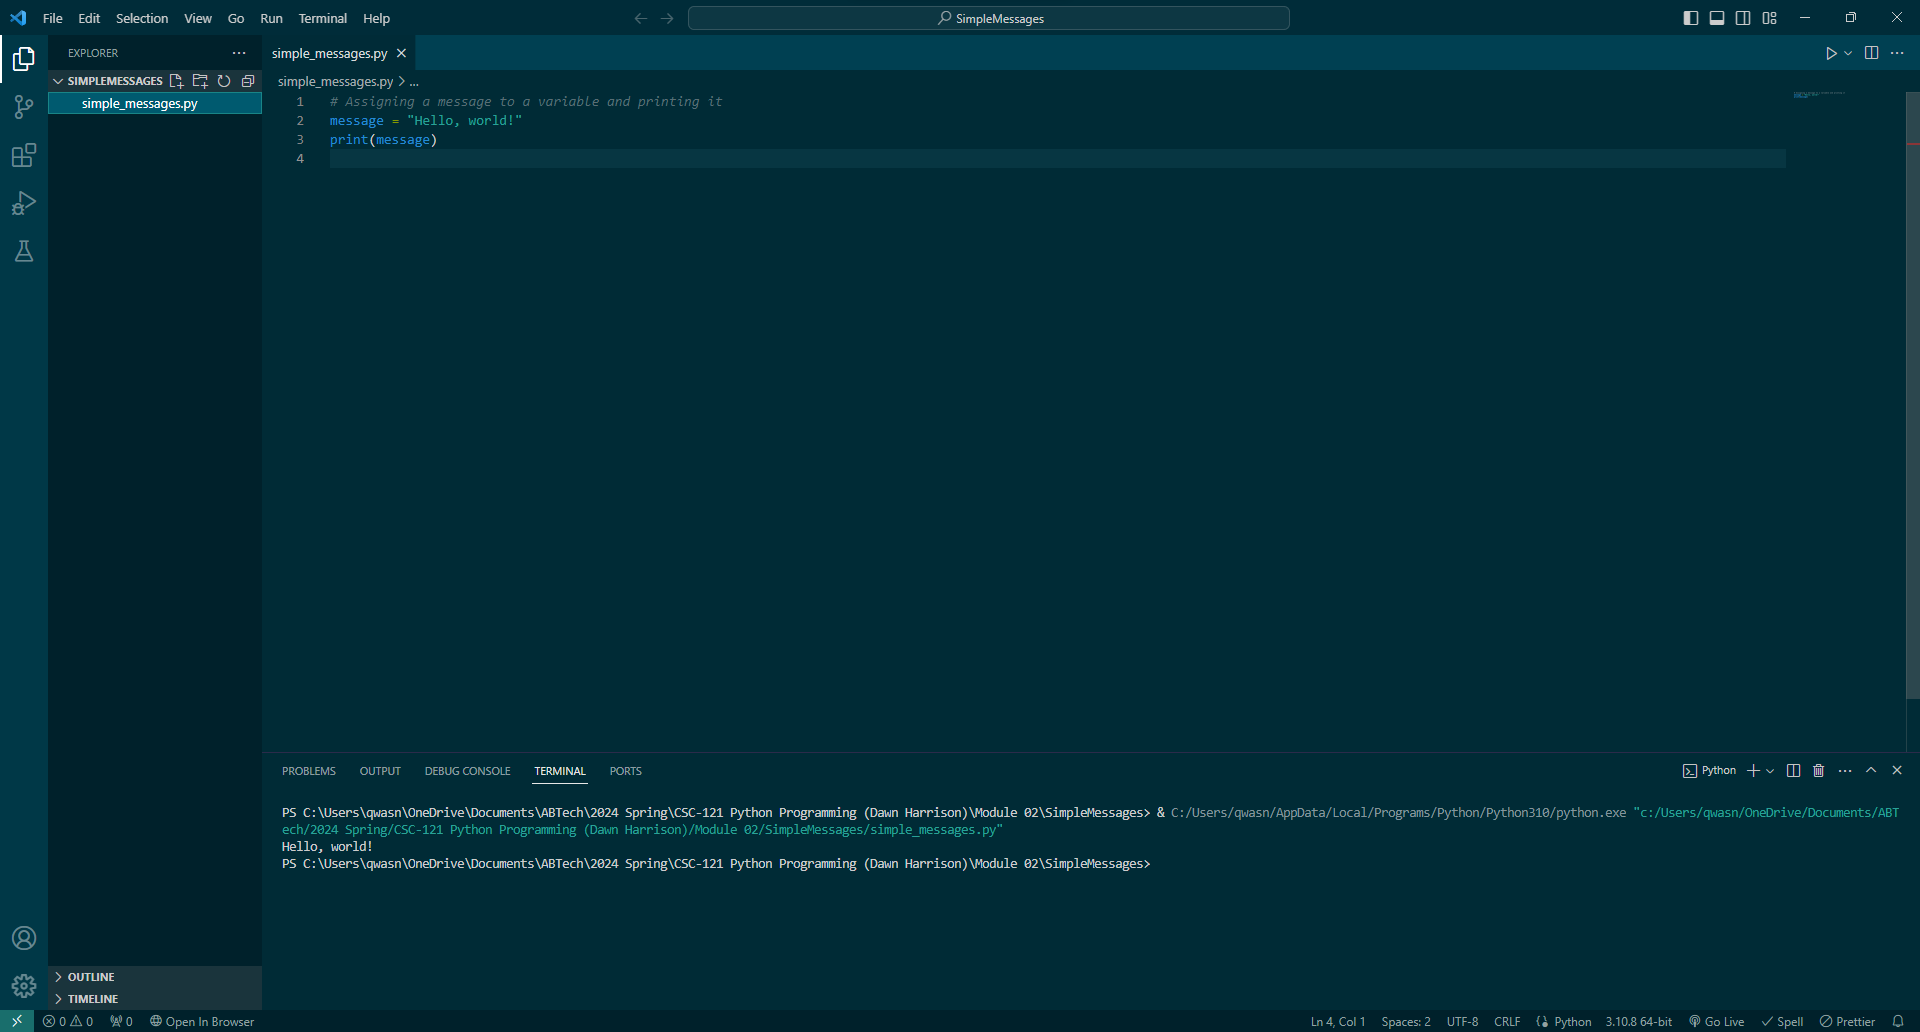 File Edit Selection View Go Run Terminal Help
SimpleMessages
EXPLORER
SIMPLEMESSAGES
simple_messages.py
OUTLINE
TIMELINE
simple_messages.py
simple_messages.py > ...
1 # Assigning a message to a variable and printing it
2 message = "Hello, world!"
3 print(message)
4
PROBLEMS OUTPUT DEBUG CONSOLE TERMINAL PORTS
Python
PS C:\Users\qwasn\OneDrive\Documents\ABTech\2024 Spring\CSC-121 Python Programming (Dawn Harrison)\Module 02\SimpleMessages> & C:/Users/qwasn/AppData/Local/Programs/Python/Python310/python.exe "c:/Users/qwasn/OneDrive/Documents/ABT
ech/2024 Spring/CSC-121 Python Programming (Dawn Harrison)/Module 02/SimpleMessages/simple_messages.py"
Hello, world!
PS C:\Users\qwasn\OneDrive\Documents\ABTech\2024 Spring\CSC-121 Python Programming (Dawn Harrison)\Module 02\SimpleMessages>
0 0 0 Open In Browser Ln 4, Col 1 Spaces: 2 UTF-8 CRLF Python 3.10.8 64-bit Go Live Spell Prettier